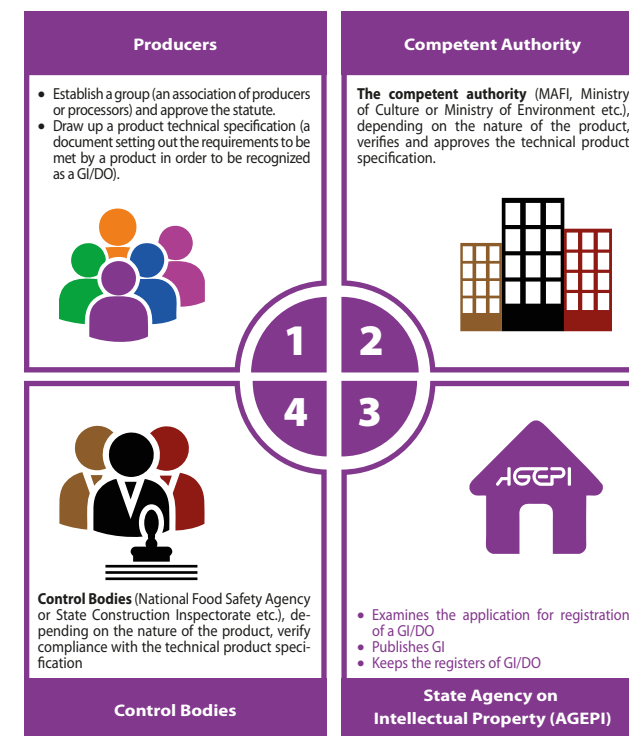 Producers
• Establish a group (an association of producers
or processors) and approve the statute.
• Draw up a product technical specification (a
document setting out the requirements to be
met by a product in order to be recognized
as a GI/DO).
1
Competent Authority
The competent authority (MAFI, Ministry
of Culture or Ministry of Environment etc.),
depending on the nature of the product,
verifies and approves the technical product
specification.
2
AGEPI
3
• Examines the application for registration
of a GI/DO
• Publishes GI
• Keeps the registers of GI/DO
State Agency on
Intellectual Property (AGEPI)
4
Control Bodies (National Food Safety Agency
or State Construction Inspectorate etc.), de-
pending on the nature of the product, verify
compliance with the technical product speci-
fication
Control Bodies